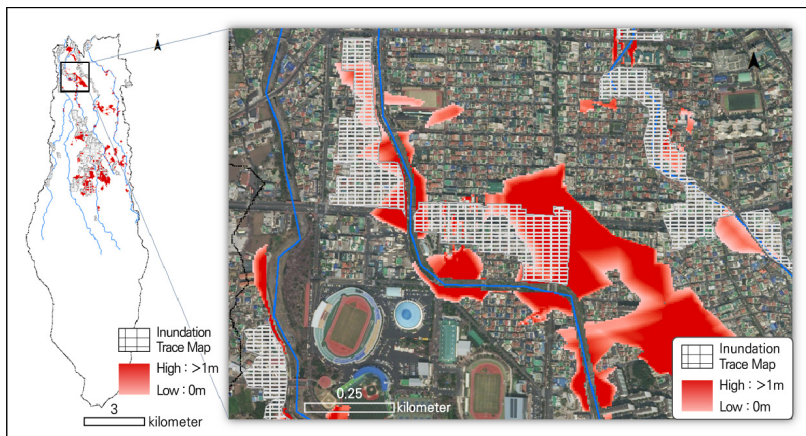 Inundation
Trace Map
High : >1m
Low : 0m
3
kilometer
0.25
kilometer
Inundation
Trace Map
High : >1m
Low : 0m